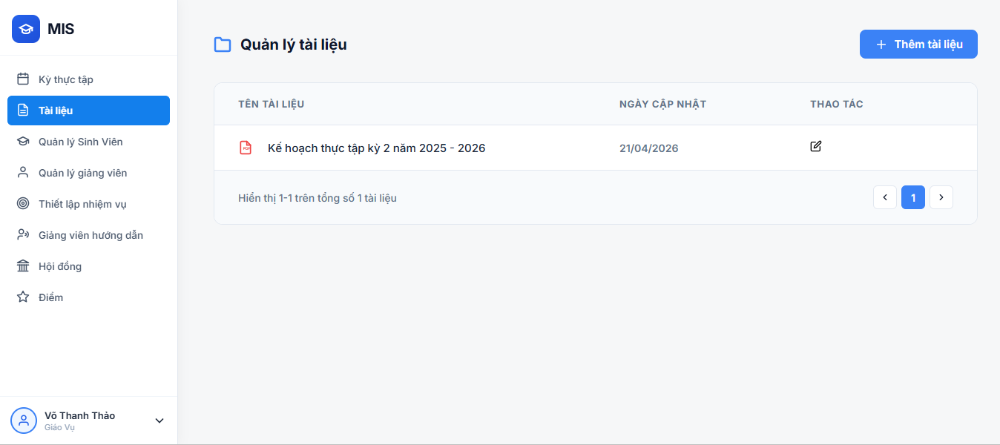 MIS
Kỳ thực tập
Tài liệu
Quản lý Sinh Viên
Quản lý giảng viên
Thiết lập nhiệm vụ
Giảng viên hướng dẫn
Hội đồng
Điểm
Võ Thanh Thảo
Giáo Vụ
Quản lý tài liệu
Thêm tài liệu
TÊN TÀI LIỆU NGÀY CẬP NHẬT THAO TÁC
PDF Kế hoạch thực tập kỳ 2 năm 2025 - 2026 21/04/2026
Hiển thị 1-1 trên tổng số 1 tài liệu 1